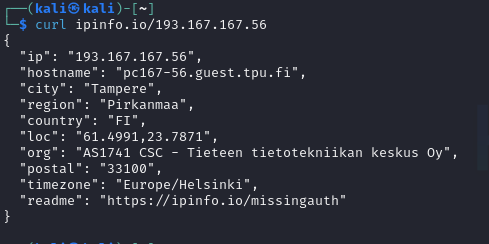 ┌──(kali㉿kali)-[~]
└─$ curl ipinfo.io/193.167.167.56
{
  "ip": "193.167.167.56",
  "hostname": "pc167-56.guest.tpu.fi",
  "city": "Tampere",
  "region": "Pirkanmaa",
  "country": "FI",
  "loc": "61.4991,23.7871",
  "org": "AS1741 CSC - Tieteen tietotekniikan keskus Oy",
  "postal": "33100",
  "timezone": "Europe/Helsinki",
  "readme": "https://ipinfo.io/missingauth"
}